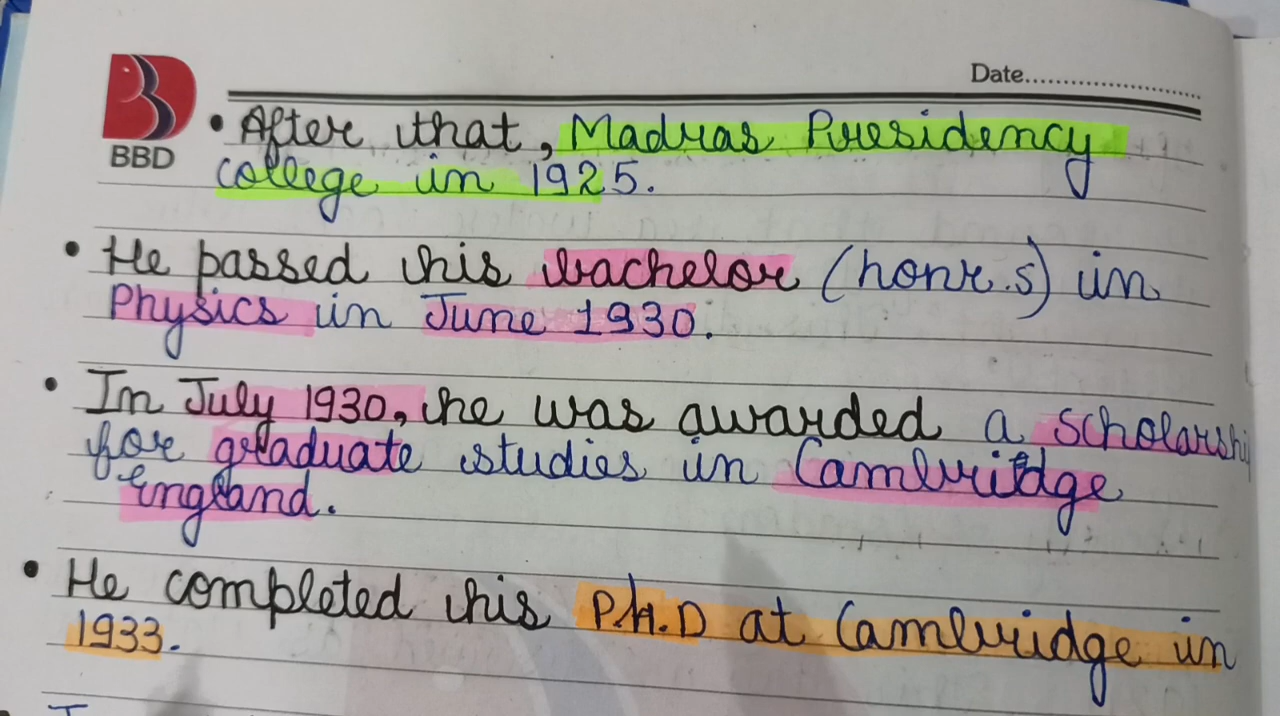 Date
BBD
• After that, Madras Presidency
college in 1925.
• He passed his bachelor (honr.s) in
Physics in June 1930.
• In July 1930, he was awarded a scholarship
for graduate studies in Cambridge
England.
• He completed his P.H.D at Cambridge in
1933.